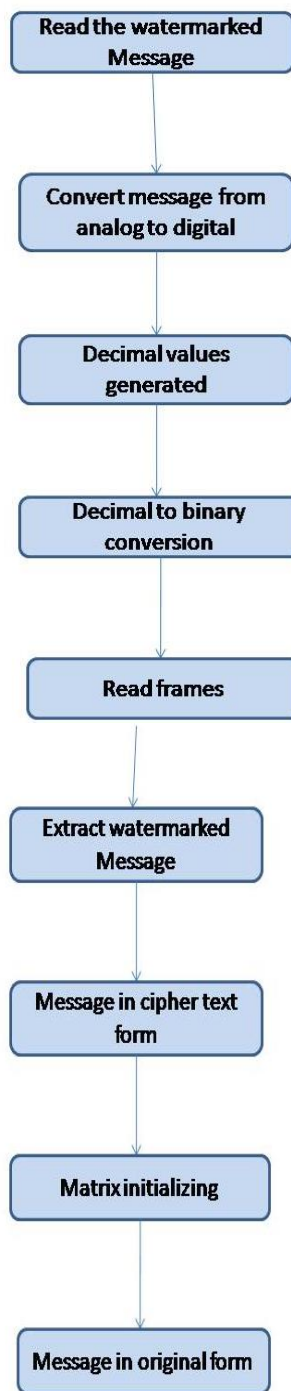 Read the watermarked
Message
Convert message from
analog to digital
Decimal values
generated
Decimal to binary
conversion
Read frames
Extract watermarked
Message
Message in cipher text
form
Matrix initializing
Message in original form